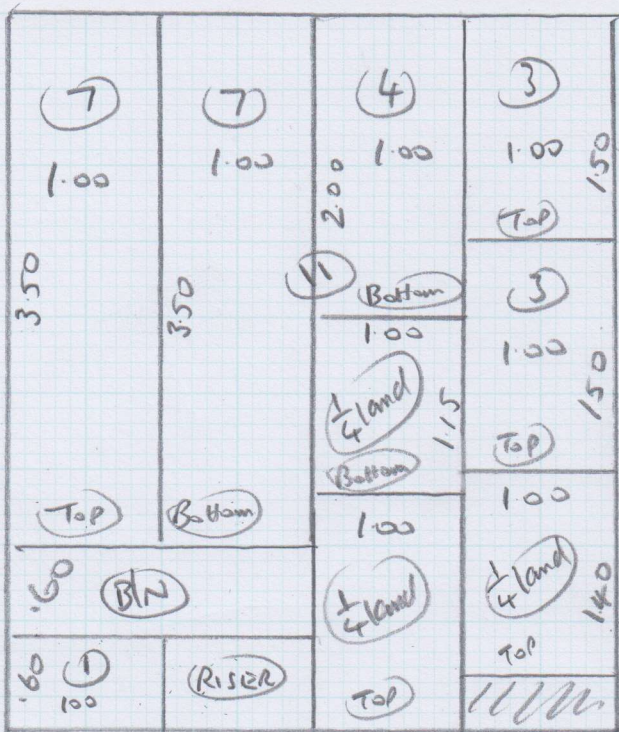 7
1.00
3.50
Top
7
1.00
3.50
Bottom
11
4
1.00
2.00
Bottom
1.00
1/4 land
1.15
Bottom
1.00
1/4 land
Top
3
1.00
1.50
Top
3
1.00
1.50
Top
1.00
1/4 land
1.40
Top
.60
B/N
.60
1
100
RISER